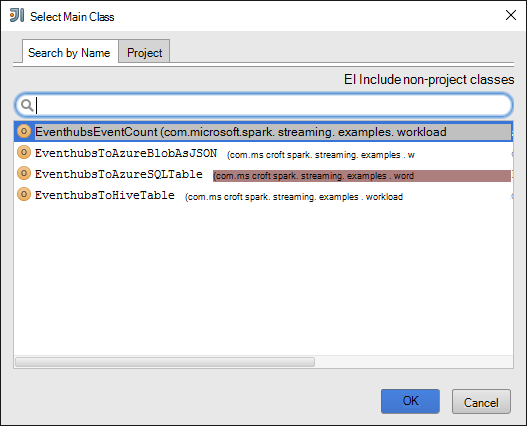 Select Main Class
Search by Name Project
EI Include non-project classes
EventhubsEventCount (com.microsoft.spark. streaming. examples. workload
EventhubsToAzureBlobAsJSON (com.ms croft spark. streaming. examples . w
EventhubsToAzureSQLTable (com.ms croft spark. streaming. examples . word
EventhubsToHiveTable (com.ms croft spark. streaming. examples . workload
OK Cancel